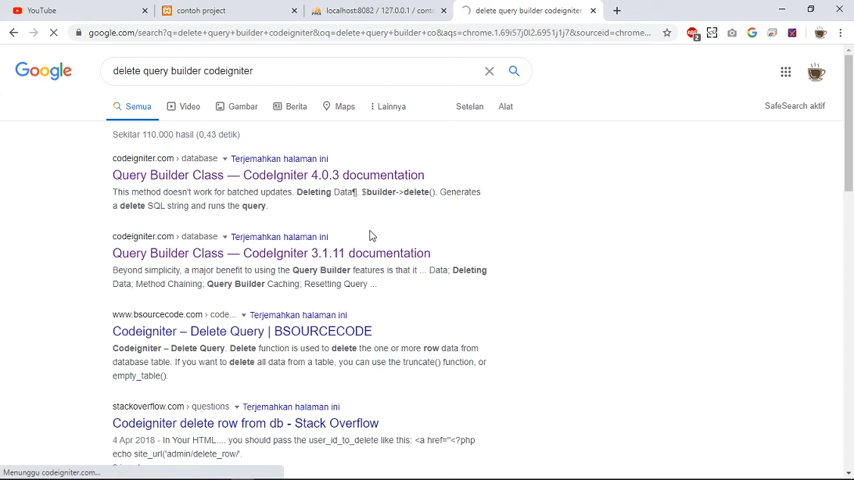 YouTube
contoh project
localhost:8082 / 127.0.0.1 / conto
delete query builder codeigniter
google.com/search?q=delete+query+builder+codeigniter&oq=delete+query+builder+co&aqs=chrome.1.69i57j0l2.6951j1j7&sourceid=chrome...
2
Google
delete query builder codeigniter
Semua
Video
Gambar
Berita
Maps
Lainnya
Setelan
Alat
SafeSearch aktif
Sekitar 110.000 hasil (0,43 detik)
codeigniter.com › database Terjemahkan halaman ini
Query Builder Class — CodeIgniter 4.0.3 documentation
This method doesn't work for batched updates. Deleting Data¶. $builder->delete(). Generates
a delete SQL string and runs the query.
codeigniter.com › database Terjemahkan halaman ini
Query Builder Class — CodeIgniter 3.1.11 documentation
Beyond simplicity, a major benefit to using the Query Builder features is that it ... Data; Deleting
Data; Method Chaining; Query Builder Caching; Resetting Query ...
www.bsourcecode.com › code... Terjemahkan halaman ini
Codeigniter – Delete Query | BSOURCECODE
Codeigniter – Delete Query. Delete function is used to delete the one or more row data from
database table. If you want to delete all data from a table, you can use the truncate() function, or
empty_table().
stackoverflow.com › questions Terjemahkan halaman ini
Codeigniter delete row from db - Stack Overflow
4 Apr 2018 - In Your HTML.... you should pass the user_id_to_delete like this: <a href="<?php
echo site_url('admin/delete_row/'.
Menunggu codeigniter.com...